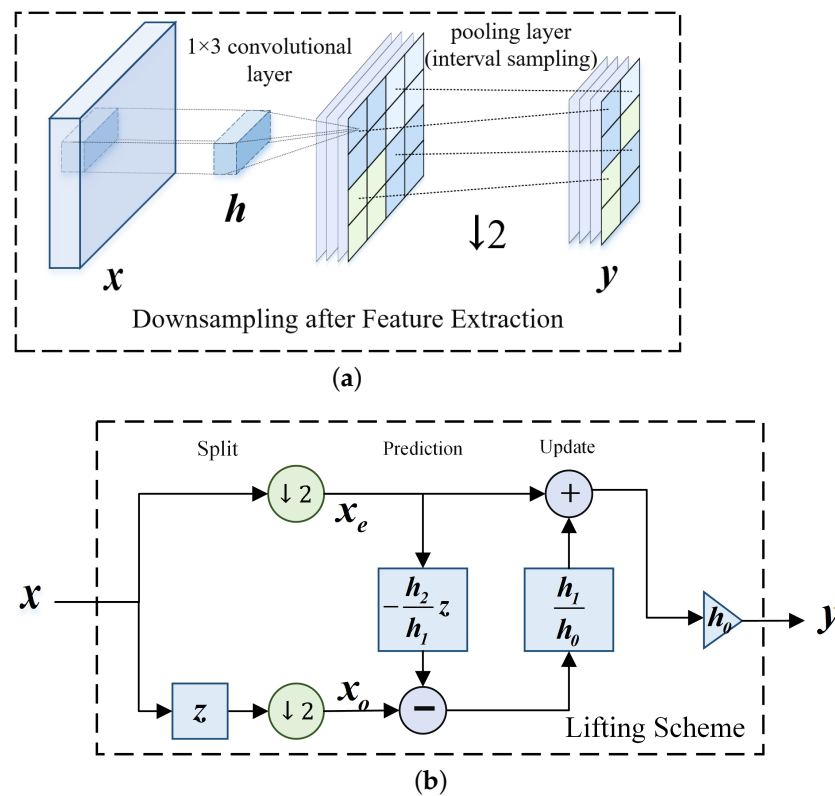 1×3 convolutional
layer
pooling layer
(interval sampling)
h
↓2
x
y
Downsampling after Feature Extraction
(a)
Split
Prediction
Update
↓ 2
+
x_e
x
-h_2/h_1 z
h_1/h_0
h_0
y
z
↓ 2
x_o
−
Lifting Scheme
(b)